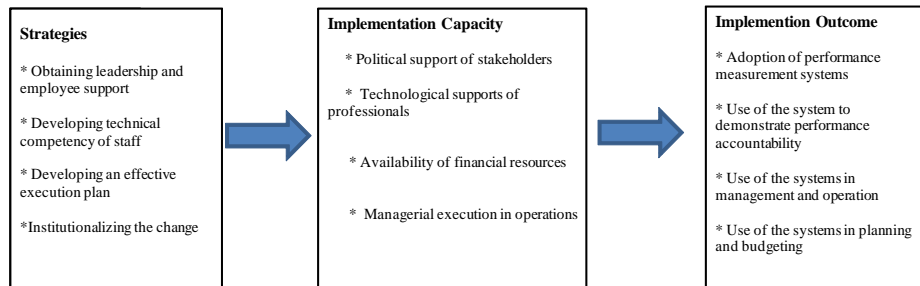 Strategies
* Obtaining leadership and
employee support
* Developing technical
competency of staff
* Developing an effective
execution plan
*Institutionalizing the change
Implementation Capacity
* Political support of stakeholders
* Technological supports of
professionals
* Availability of financial resources
* Managerial execution in operations
Implemention Outcome
* Adoption of performance
measurement systems
* Use of the system to
demonstrate performance
accountability
* Use of the systems in
management and operation
* Use of the systems in planning
and budgeting